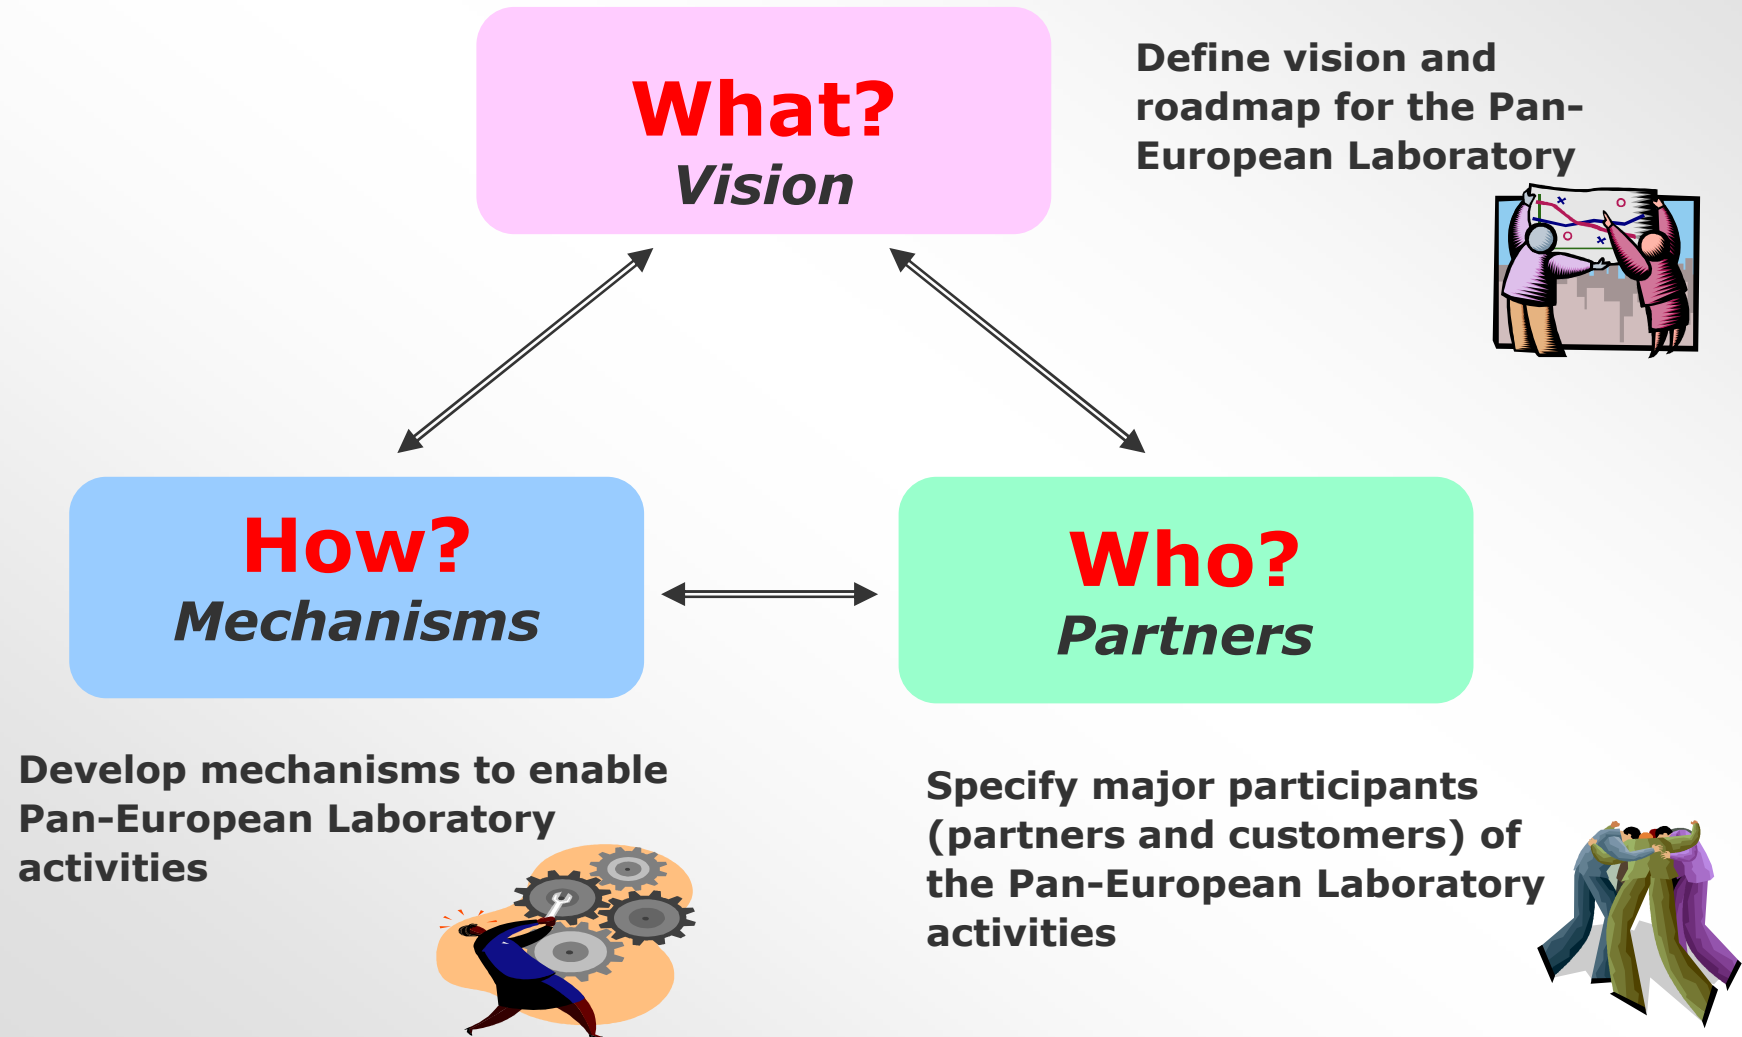 What?
Vision
Define vision and
roadmap for the Pan-
European Laboratory
How?
Mechanisms
Who?
Partners
Develop mechanisms to enable
Pan-European Laboratory
activities
Specify major participants
(partners and customers) of
the Pan-European Laboratory
activities